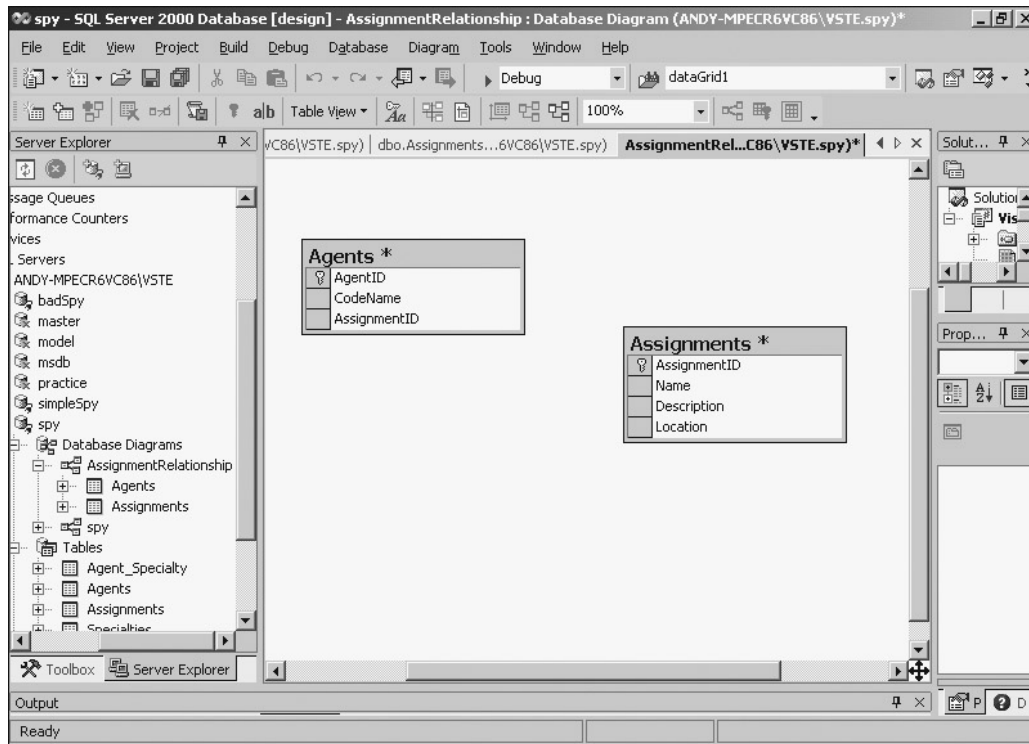 spy - SQL Server 2000 Database [design] - AssignmentRelationship : Database Diagram (ANDY-MPECR6VC86\VSTE.spy)*
File Edit View Project Build Debug Database Diagram Tools Window Help
Debug dataGrid1
a|b Table View 100%
Server Explorer
VC86\VSTE.spy) dbo.Assignments...6VC86\VSTE.spy) AssignmentRel...C86\VSTE.spy)*
Solut...
ssage Queues
formance Counters
vices
. Servers
ANDY-MPECR6VC86\VSTE
badSpy
master
model
msdb
practice
simpleSpy
spy
Database Diagrams
AssignmentRelationship
Agents
Assignments
spy
Tables
Agent_Specialty
Agents
Assignments
Specialties
Toolbox Server Explorer
Agents *
AgentID
CodeName
AssignmentID
Assignments *
AssignmentID
Name
Description
Location
Solution
Vis
Prop...
P D
Output
Ready